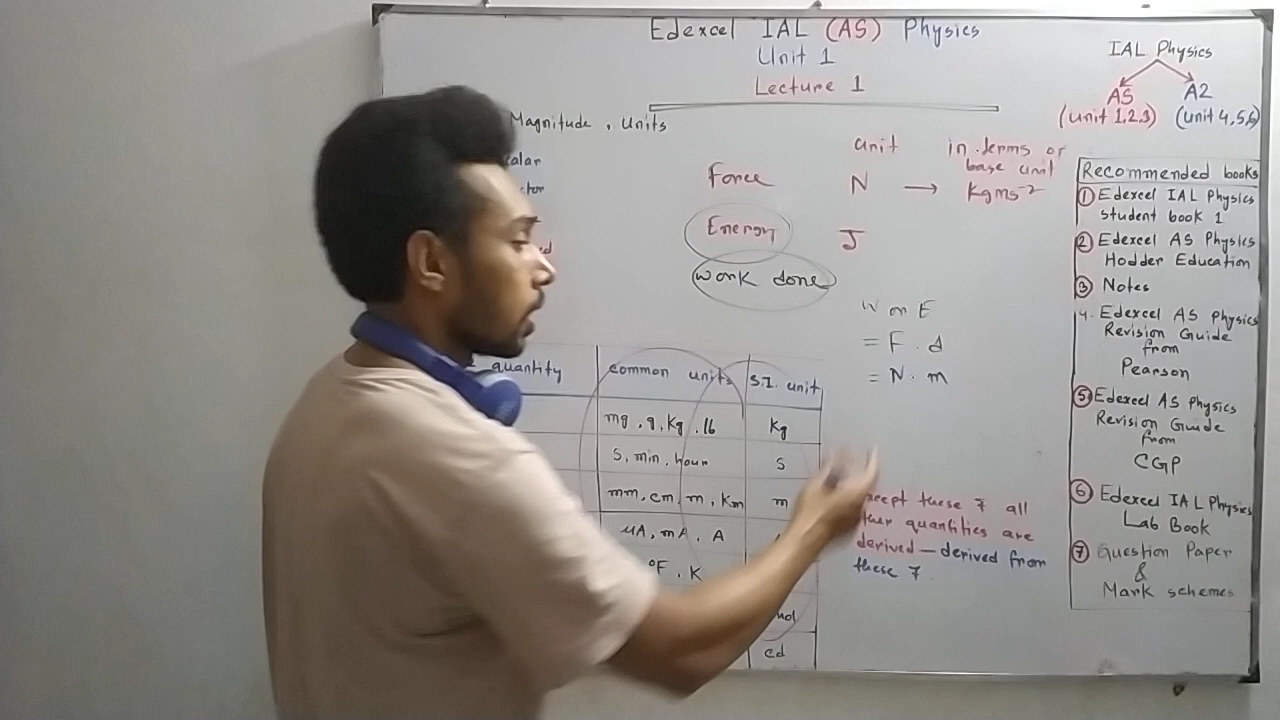 Edexcel IAL (AS) Physics
Unit 1
Lecture 1
IAL Physics
AS
(Unit 1,2,3)
A2
(Unit 4,5,6)
Magnitude, Units
unit
in terms or
base unit
Force
N → Kgms⁻²
Energy
J
Work done
W or E
= F. d
= N. m
quantity
common units
S.I. unit
mg, g, Kg, lb
Kg
S, min, hour
S
mm, cm, m, Km
m
μA, mA, A
°F, K
mol
cd
these 7 all
quantities are
derived — derived from
these 7
Recommended books
① Edexcel IAL Physics
Student book 1
② Edexcel AS Physics
Hodder Education
③ Notes
4. Edexcel AS Physics
Revision Guide
from
Pearson
⑤ Edexcel AS Physics
Revision Guide
from
CGP
⑥ Edexcel IAL Physics
Lab Book
⑦ Question Paper
&
Mark schemes